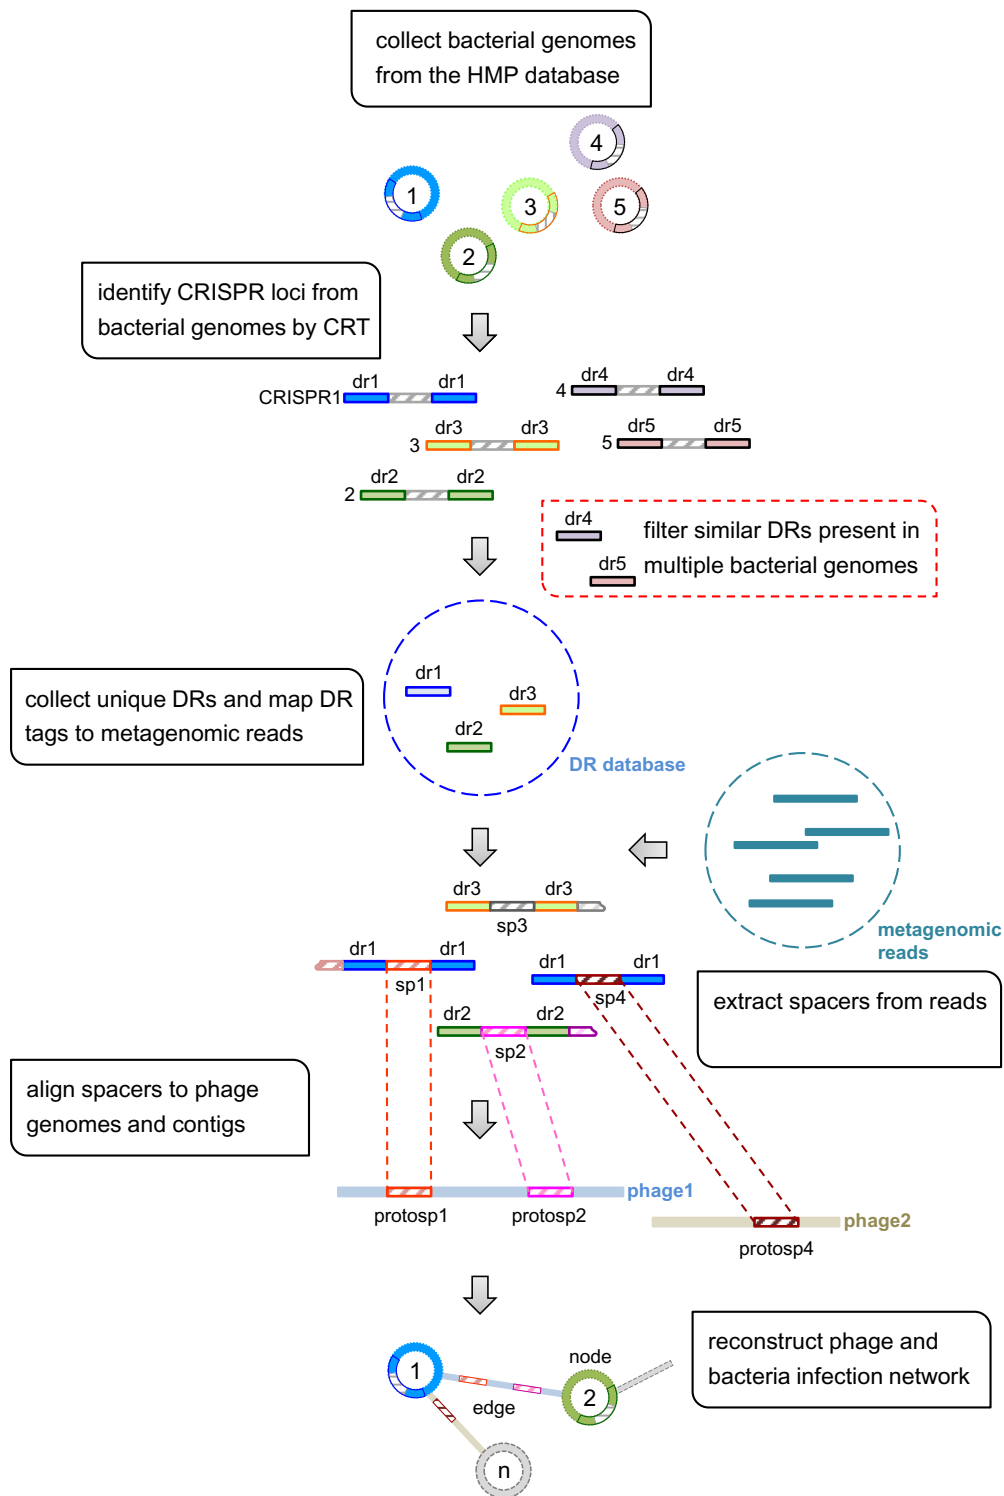 collect bacterial genomes
from the HMP database
4
1
3
5
2
identify CRISPR loci from
bacterial genomes by CRT
dr1 dr1
CRISPR1
dr4 dr4
4
dr3 dr3
3
dr5 dr5
5
dr2 dr2
2
dr4
dr5
filter similar DRs present in
multiple bacterial genomes
collect unique DRs and map DR
tags to metagenomic reads
dr1
dr3
dr2
DR database
metagenomic
reads
dr3 dr3
sp3
dr1 dr1
sp1
dr1 dr1
sp4
dr2 dr2
sp2
extract spacers from reads
align spacers to phage
genomes and contigs
phage1
protosp1 protosp2
phage2
protosp4
reconstruct phage and
bacteria infection network
1
node
2
edge
n